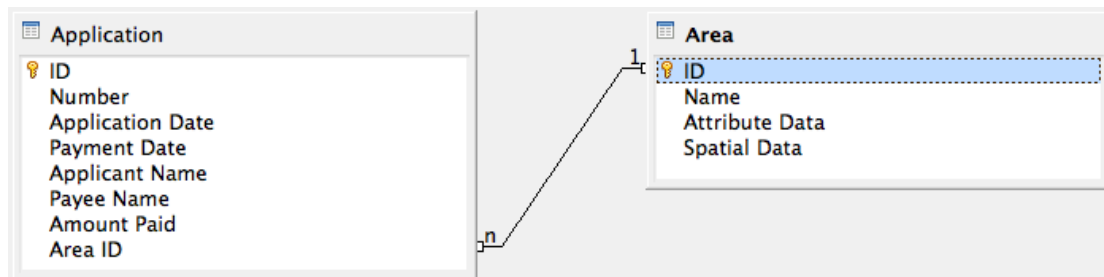 Application
ID
Number
Application Date
Payment Date
Applicant Name
Payee Name
Amount Paid
Area ID
n
1
Area
ID
Name
Attribute Data
Spatial Data